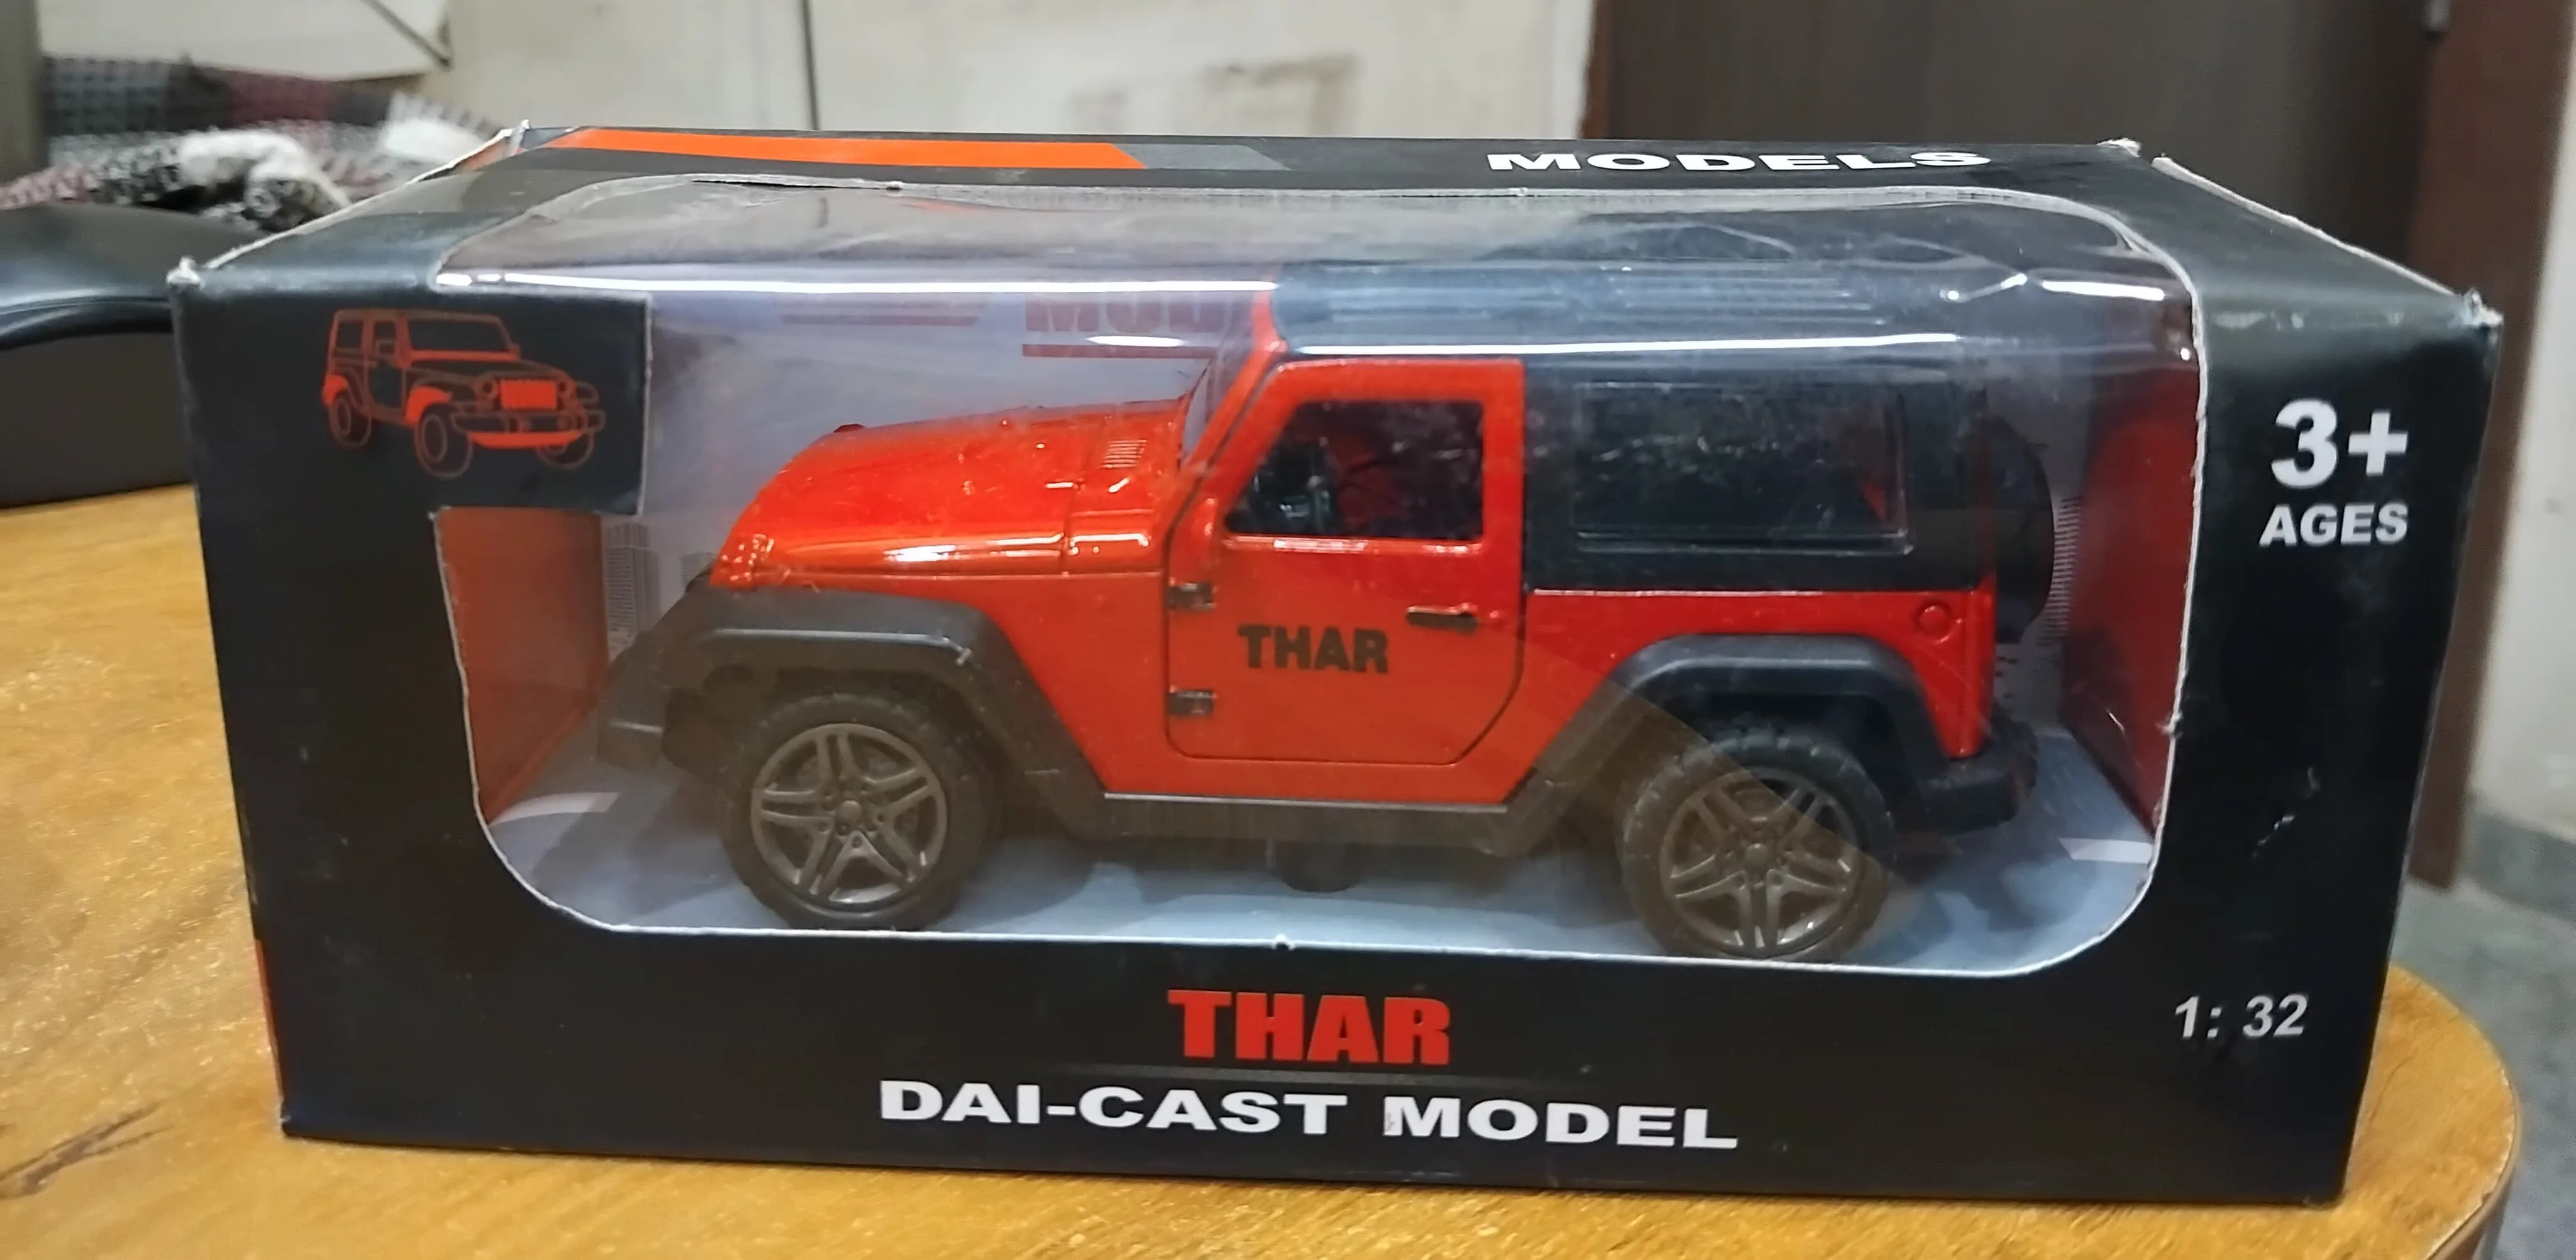 MODELS
3+
AGES
THAR
THAR
1: 32
DAI-CAST MODEL